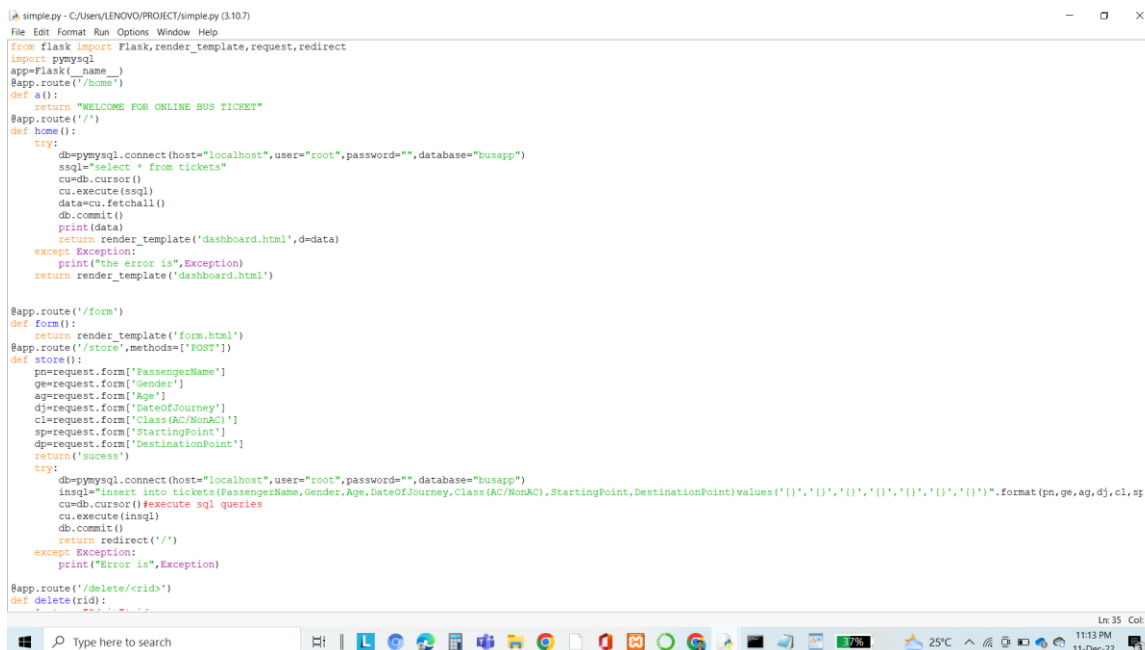 simple.py - C:/Users/LENOVO/PROJECT/simple.py (3.10.7)
File Edit Format Run Options Window Help
from flask import Flask,render_template,request,redirect
import pymysql
app=Flask(__name__)
@app.route('/home')
def a():
    return "WELCOME FOR ONLINE BUS TICKET"
@app.route('/')
def home():
    try:
        db=pymysql.connect(host="localhost",user="root",password="",database="busapp")
        ssql="select * from tickets"
        cu=db.cursor()
        cu.execute(ssql)
        data=cu.fetchall()
        db.commit()
        print(data)
        return render_template('dashboard.html',d=data)
    except Exception:
        print("the error is",Exception)
    return render_template('dashboard.html')
@app.route('/form')
def form():
    return render_template('form.html')
@app.route('/store',methods=['POST'])
def store():
    pn=request.form['PassengerName']
    ge=request.form['Gender']
    ag=request.form['Age']
    dj=request.form['DateOfJourney']
    cl=request.form['Class(AC/NonAC)']
    sp=request.form['StartingPoint']
    dp=request.form['DestinationPoint']
    return('sucess')
    try:
        db=pymysql.connect(host="localhost",user="root",password="",database="busapp")
        insql="insert into tickets(PassengerName,Gender,Age,DateOfJourney,Class(AC/NonAC),StartingPoint,DestinationPoint)values('{}','{}','{}','{}','{}','{}','{}')".format(pn,ge,ag,dj,cl,sp
        cu=db.cursor()#execute sql queries
        cu.execute(insql)
        db.commit()
        return redirect('/')
    except Exception:
        print("Error is",Exception)
@app.route('/delete/<rid>')
def delete(rid):
Ln: 35 Col:
Type here to search
37%
25°C
11:13 PM
11-Dec-22